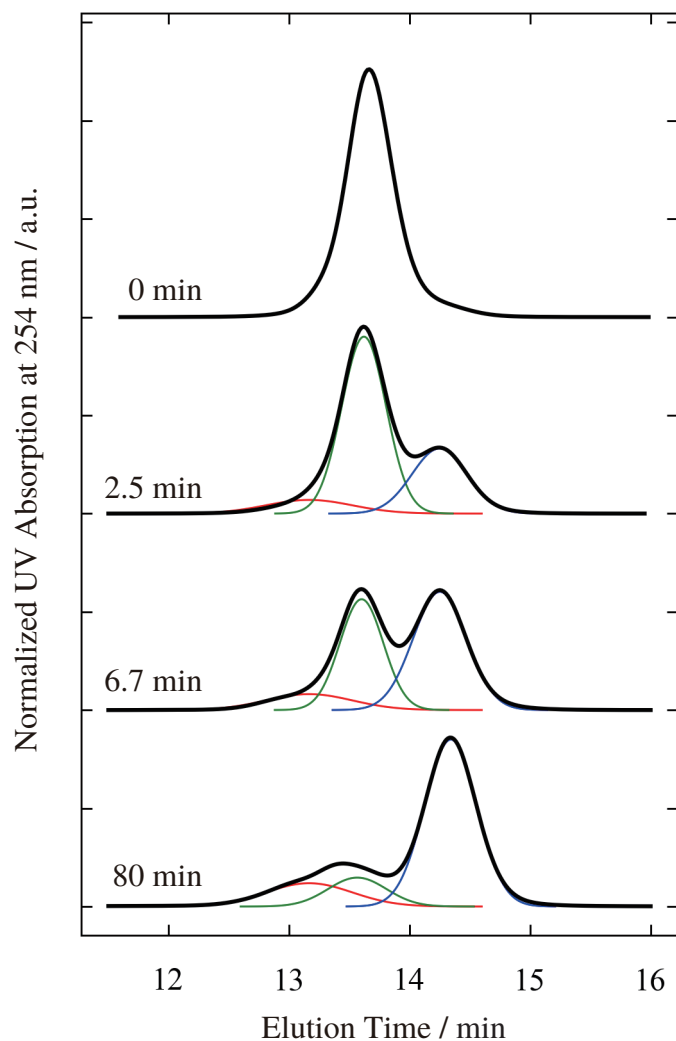 Normalized UV Absorption at 254 nm / a.u.
0 min
2.5 min
6.7 min
80 min
12 13 14 15 16
Elution Time / min